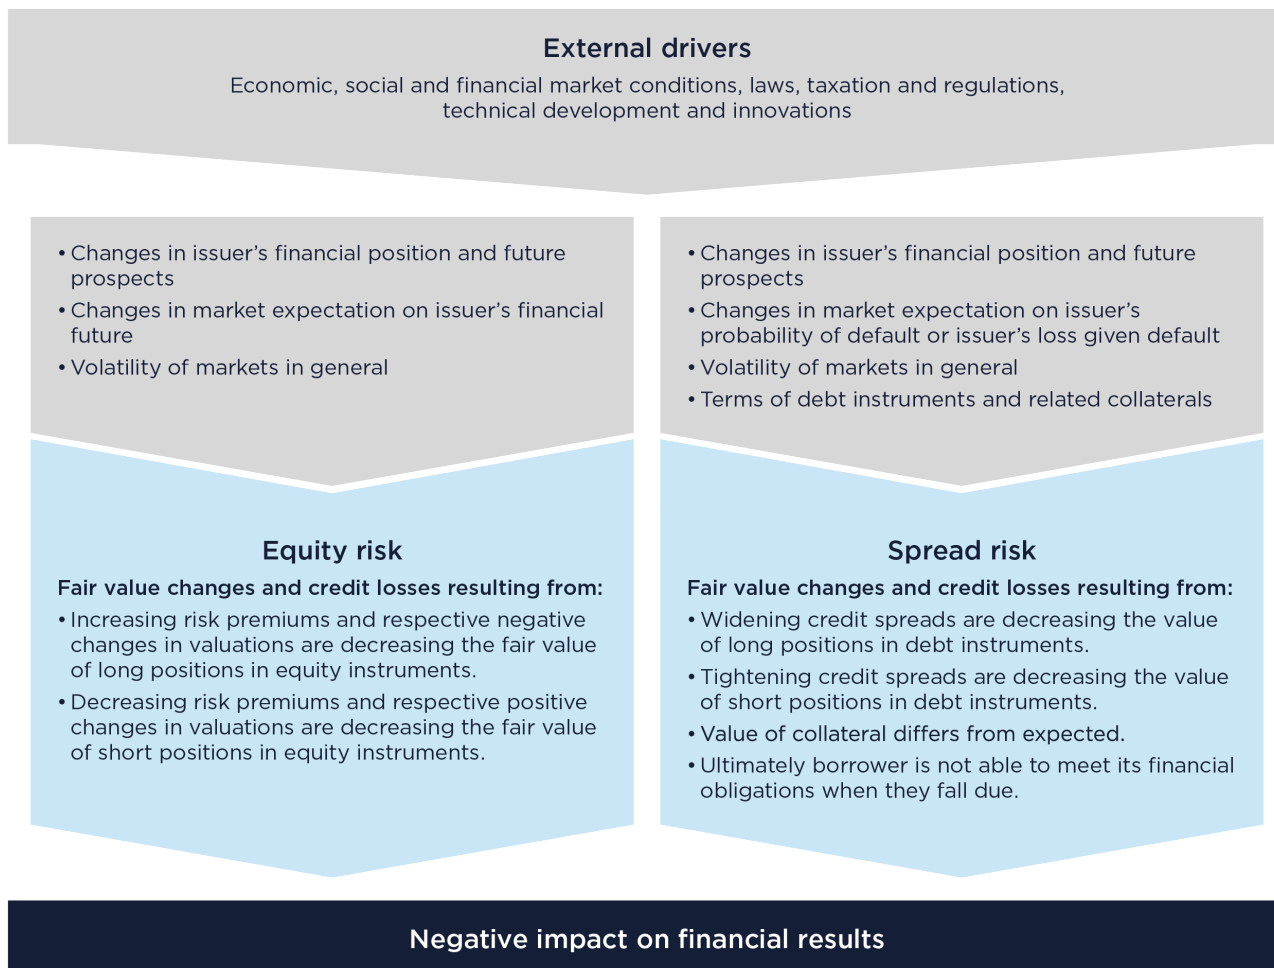 External drivers
Economic, social and financial market conditions, laws, taxation and regulations,
technical development and innovations
• Changes in issuer’s financial position and future
prospects
• Changes in market expectation on issuer’s financial
future
• Volatility of markets in general
• Changes in issuer’s financial position and future
prospects
• Changes in market expectation on issuer’s
probability of default or issuer’s loss given default
• Volatility of markets in general
• Terms of debt instruments and related collaterals
Equity risk
Fair value changes and credit losses resulting from:
• Increasing risk premiums and respective negative
changes in valuations are decreasing the fair value
of long positions in equity instruments.
• Decreasing risk premiums and respective positive
changes in valuations are decreasing the fair value
of short positions in equity instruments.
Spread risk
Fair value changes and credit losses resulting from:
• Widening credit spreads are decreasing the value
of long positions in debt instruments.
• Tightening credit spreads are decreasing the value
of short positions in debt instruments.
• Value of collateral differs from expected.
• Ultimately borrower is not able to meet its financial
obligations when they fall due.
Negative impact on financial results